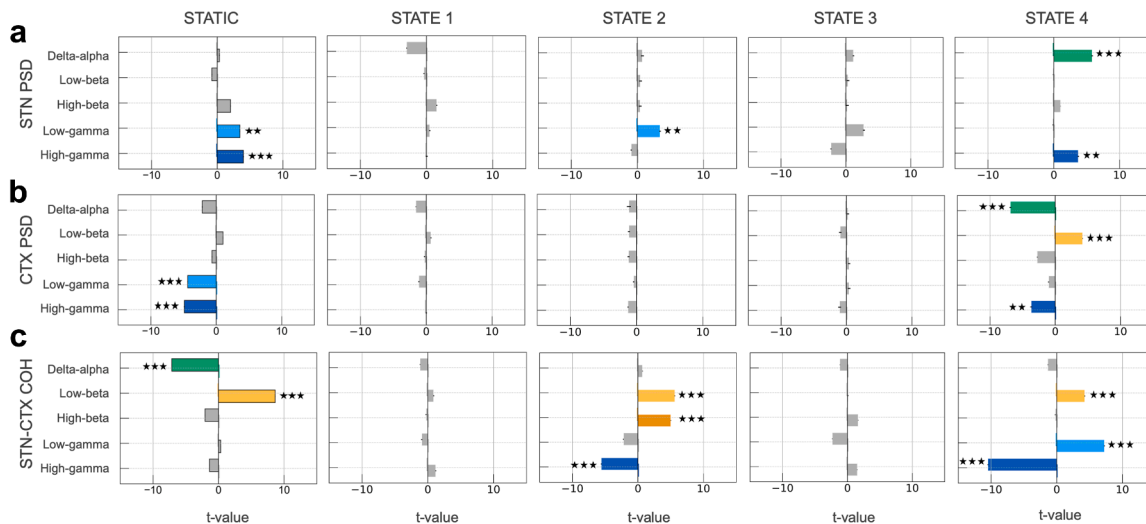 STATIC STATE 1 STATE 2 STATE 3 STATE 4
a
STN PSD
Delta-alpha ★★★
Low-beta
High-beta
Low-gamma ★★ ★★
High-gamma ★★★ ★★
−10 0 10 −10 0 10 −10 0 10 −10 0 10 −10 0 10
b
CTX PSD
Delta-alpha ★★★
Low-beta ★★★
High-beta
Low-gamma ★★★
High-gamma ★★★ ★★
−10 0 10 −10 0 10 −10 0 10 −10 0 10 −10 0 10
c
STN-CTX COH
Delta-alpha ★★★
Low-beta ★★★ ★★★ ★★★
High-beta ★★★
Low-gamma ★★★
High-gamma ★★★ ★★★
−10 0 10 −10 0 10 −10 0 10 −10 0 10 −10 0 10
t-value t-value t-value t-value t-value